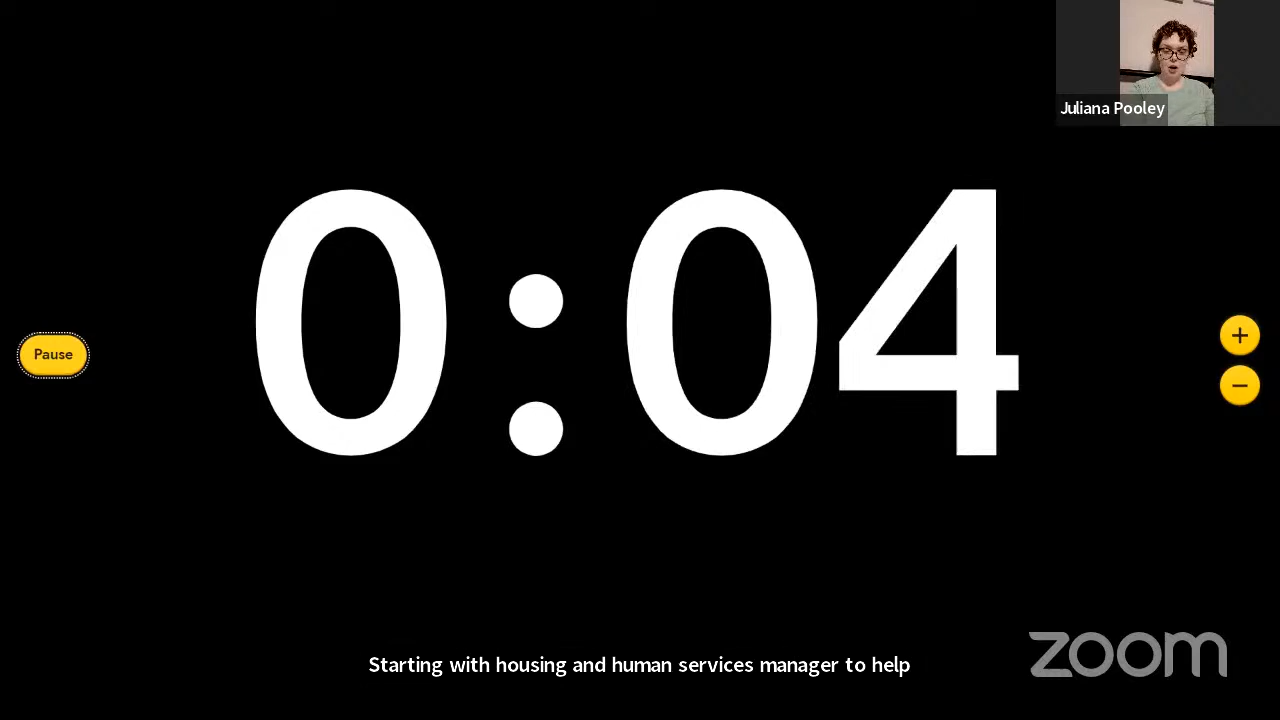 Juliana Pooley
0:04
Pause
+
−
Starting with housing and human services manager to help
zoom